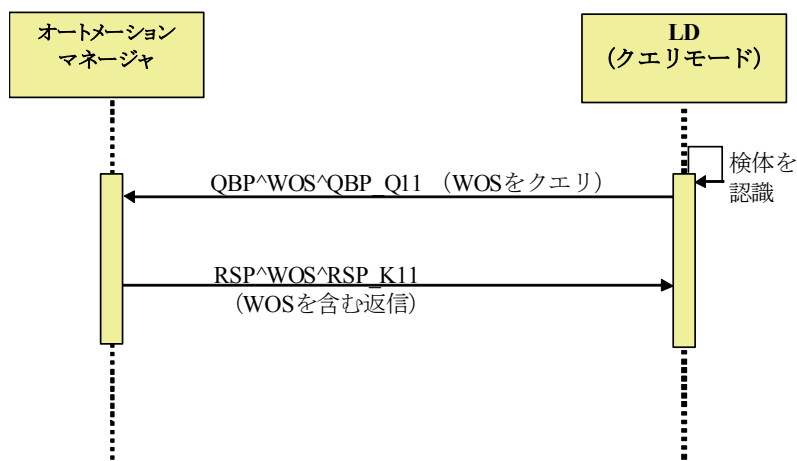 オートメーション
マネージャ
LD
（クエリモード）
検体を
認識
QBP^WOS^QBP_Q11 （WOSをクエリ）
RSP^WOS^RSP_K11
（WOSを含む返信）